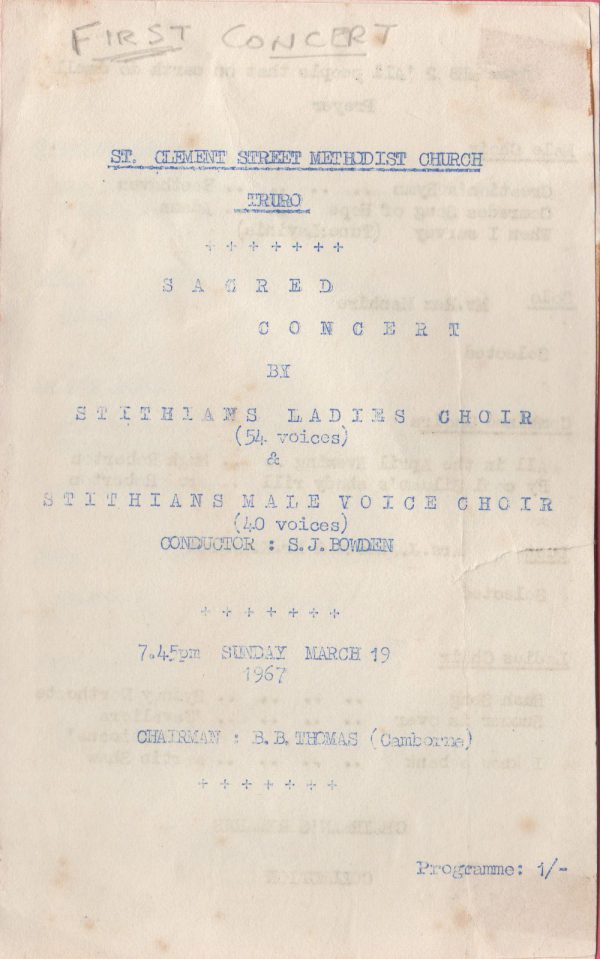 FIRST CONCERT
ST. CLEMENT STREET METHODIST CHURCH
TRURO
+ + + + + + +
S A C R E D
C O N C E R T
BY
S T I T H I A N S L A D I E S C H O I R
(54 voices)
&
S T I T H I A N S M A L E V O I C E C H O I R
(40 voices)
CONDUCTOR : S.J.BOWDEN
+ + + + + + +
7.45pm SUNDAY MARCH 19
1967
CHAIRMAN : B.B.THOMAS (Camborne)
+ + + + + + +
Programme: 1/-